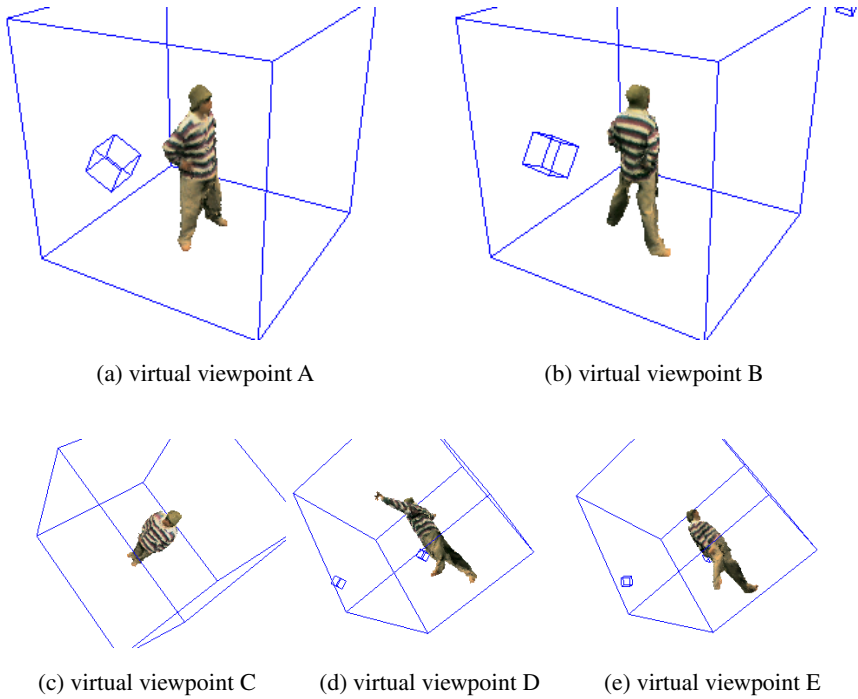 (a) virtual viewpoint A
(b) virtual viewpoint B
(c) virtual viewpoint C
(d) virtual viewpoint D
(e) virtual viewpoint E